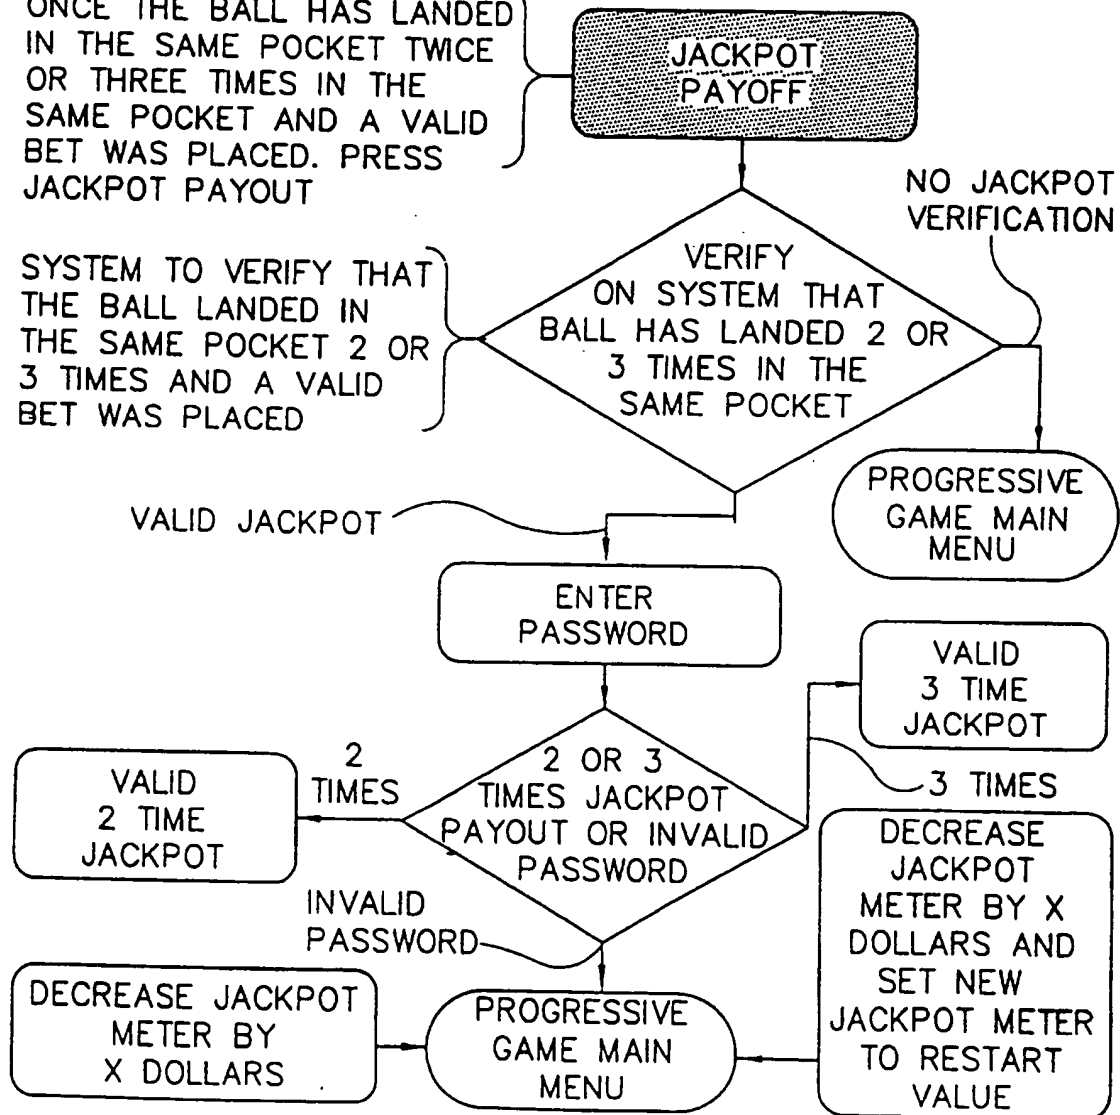 ONCE THE BALL HAS LANDED
IN THE SAME POCKET TWICE
OR THREE TIMES IN THE
SAME POCKET AND A VALID
BET WAS PLACED. PRESS
JACKPOT PAYOUT
JACKPOT
PAYOFF
NO JACKPOT
VERIFICATION
SYSTEM TO VERIFY THAT
THE BALL LANDED IN
THE SAME POCKET 2 OR
3 TIMES AND A VALID
BET WAS PLACED
VERIFY
ON SYSTEM THAT
BALL HAS LANDED 2 OR
3 TIMES IN THE
SAME POCKET
PROGRESSIVE
GAME MAIN
MENU
VALID JACKPOT
ENTER
PASSWORD
VALID
3 TIME
JACKPOT
3 TIMES
2 OR 3
TIMES JACKPOT
PAYOUT OR INVALID
PASSWORD
2
TIMES
VALID
2 TIME
JACKPOT
INVALID
PASSWORD
DECREASE JACKPOT
METER BY
X DOLLARS
PROGRESSIVE
GAME MAIN
MENU
DECREASE
JACKPOT
METER BY X
DOLLARS AND
SET NEW
JACKPOT METER
TO RESTART
VALUE